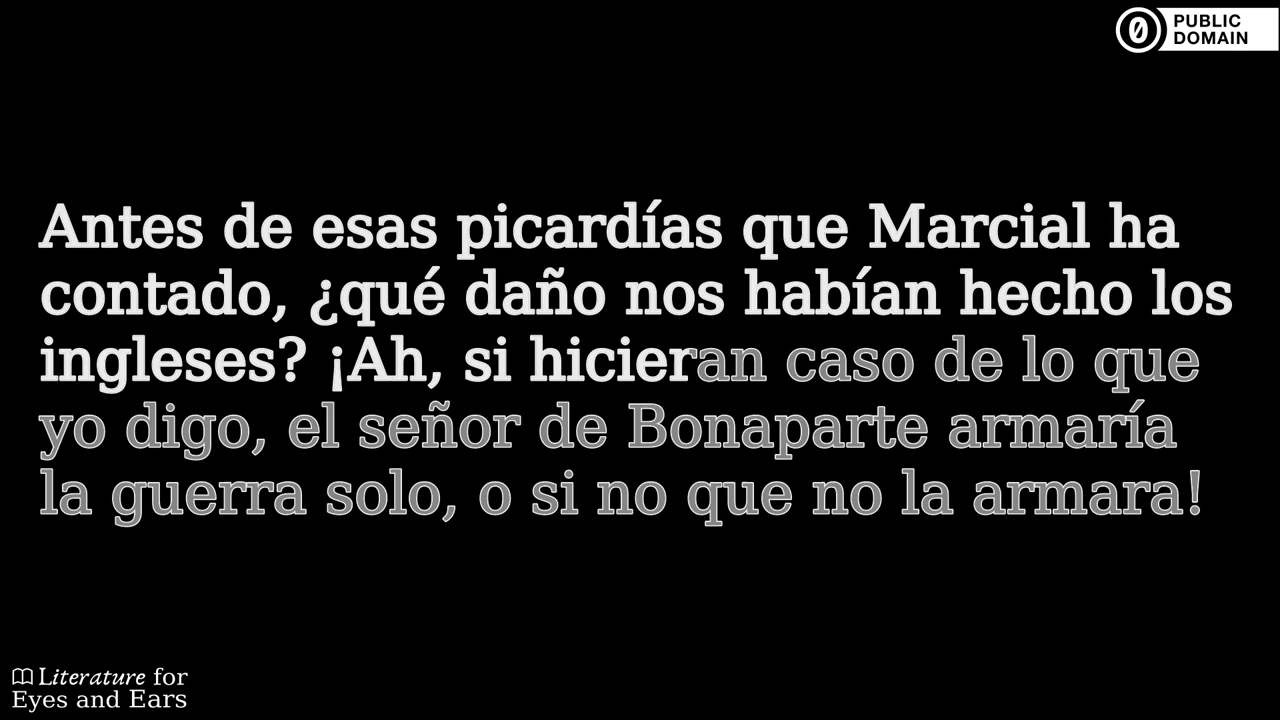 PUBLIC
DOMAIN
Antes de esas picardías que Marcial ha
contado, ¿qué daño nos habían hecho los
ingleses? ¡Ah, si hicieran caso de lo que
yo digo, el señor de Bonaparte armaría
la guerra solo, o si no que no la armara!
Literature for
Eyes and Ears